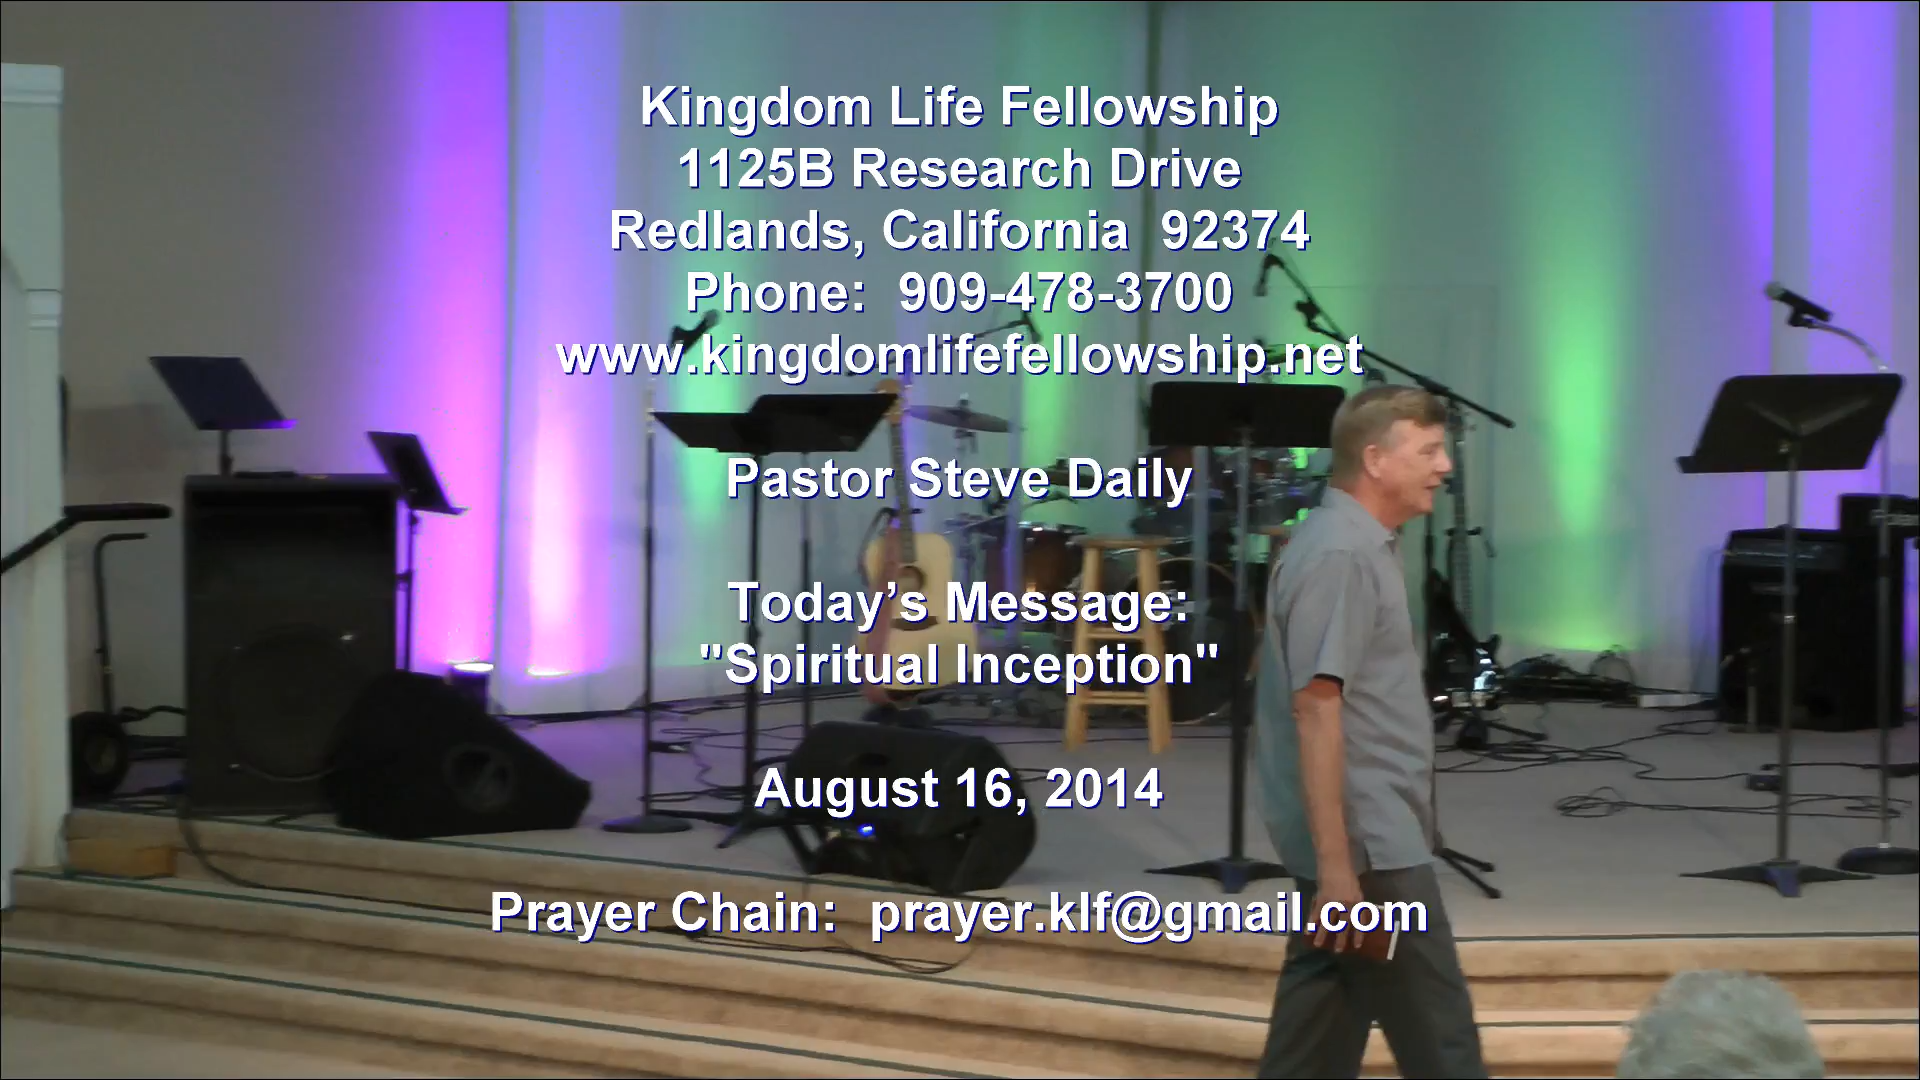 Kingdom Life Fellowship
1125B Research Drive
Redlands, California  92374
Phone:  909-478-3700
www.kingdomlifefellowship.net
Pastor Steve Daily
Today’s Message:
"Spiritual Inception"
August 16, 2014
Prayer Chain:  prayer.klf@gmail.com